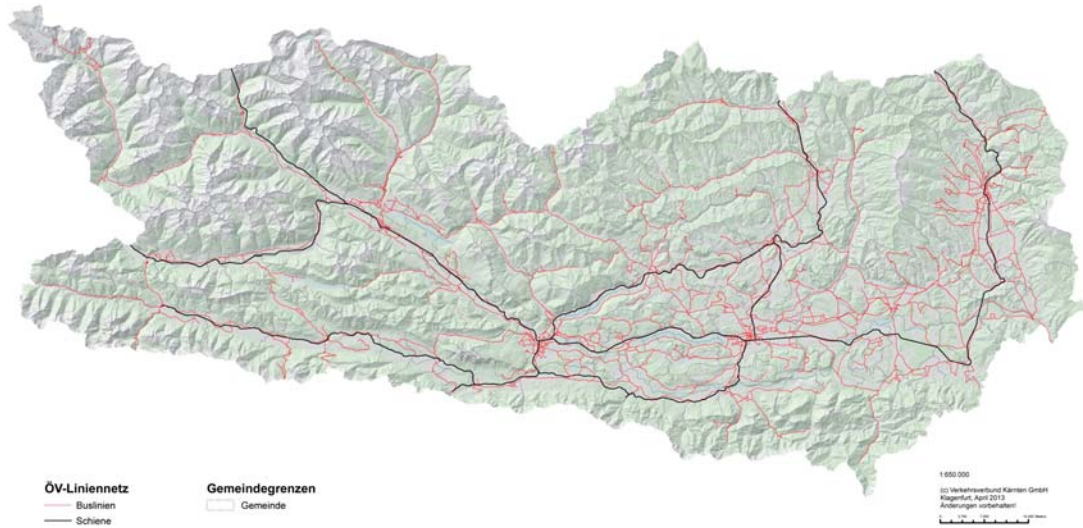 ÖV-Liniennetz
Buslinien
Schiene
Gemeindegrenzen
Gemeinde
1:650.000
(c) Verkehrsverbund Kärnten GmbH
Klagenfurt, April 2013
Änderungen vorbehalten!